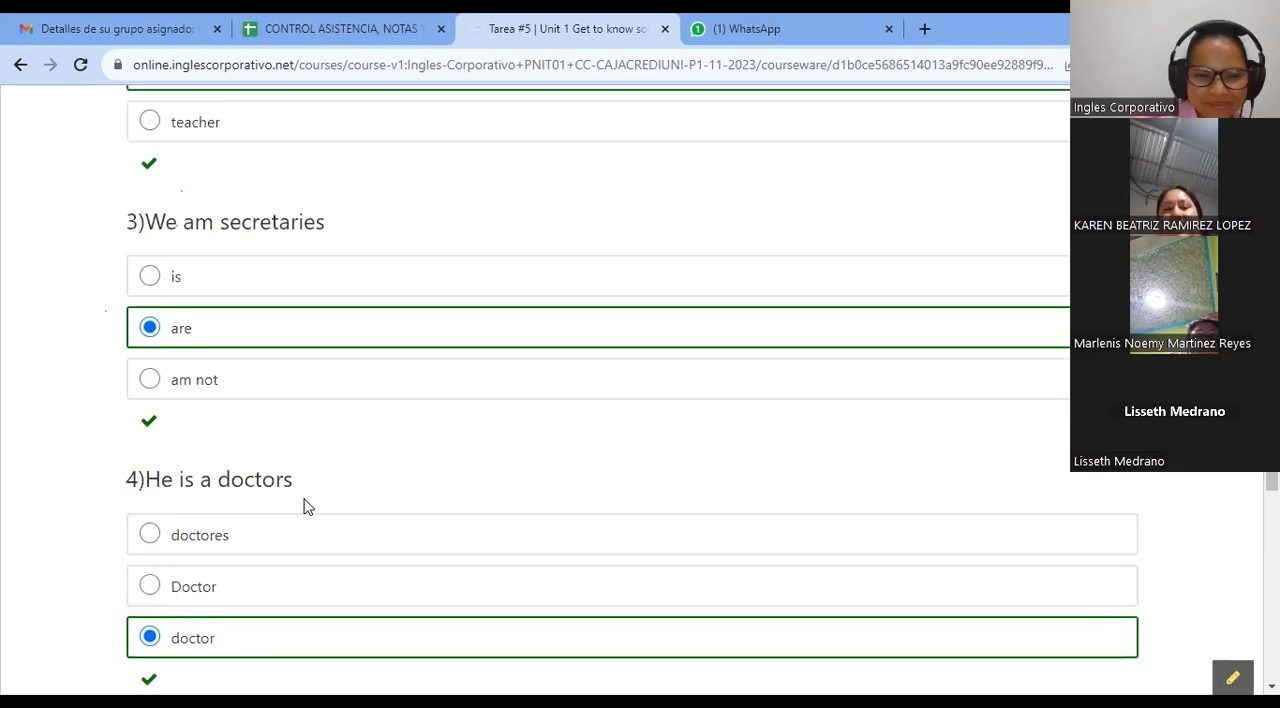 Detalles de su grupo asignado:
CONTROL ASISTENCIA, NOTAS
Tarea #5 | Unit 1 Get to know so
(1) WhatsApp
online.inglescorporativo.net/courses/course-v1:Ingles-Corporativo+PNIT01+CC-CAJACREDIUNI-P1-11-2023/courseware/d1b0ce5686514013a9fc90ee92889f9...
Ingles Corporativo
teacher
3)We am secretaries
KAREN BEATRIZ RAMIREZ LOPEZ
is
are
Marlenis Noemy Martinez Reyes
am not
Lisseth Medrano
Lisseth Medrano
4)He is a doctors
doctores
Doctor
doctor